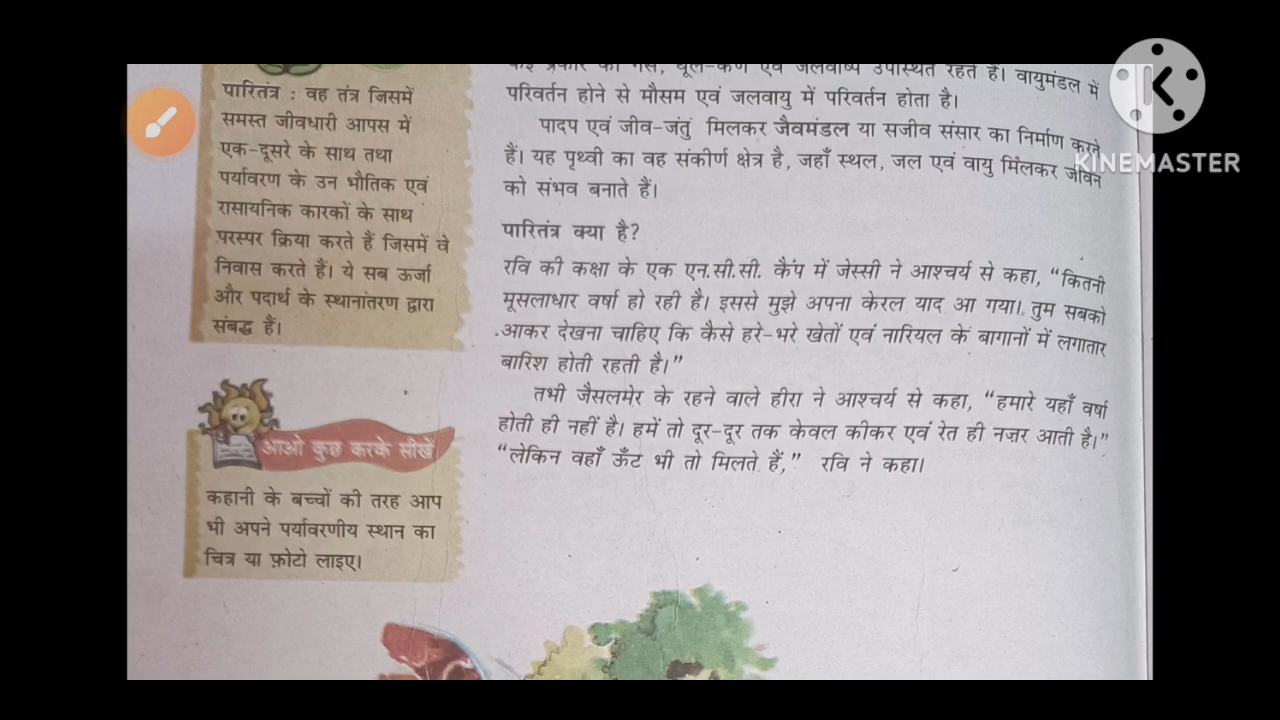 पारितंत्र : वह तंत्र जिसमें
समस्त जीवधारी आपस में
एक-दूसरे के साथ तथा
पर्यावरण के उन भौतिक एवं
रासायनिक कारकों के साथ
परस्पर क्रिया करते हैं जिसमें वे
निवास करते हैं। ये सब ऊर्जा
और पदार्थ के स्थानांतरण द्वारा
संबद्ध हैं।
आओ कुछ करके सीखें
कहानी के बच्चों की तरह आप
भी अपने पर्यावरणीय स्थान का
चित्र या फ़ोटो लाइए।
कई प्रकार की गैस, धूल-कण एवं जलवाष्प उपस्थित रहते हैं। वायुमंडल में
परिवर्तन होने से मौसम एवं जलवायु में परिवर्तन होता है।
पादप एवं जीव-जंतु मिलकर जैवमंडल या सजीव संसार का निर्माण करते
हैं। यह पृथ्वी का वह संकीर्ण क्षेत्र है, जहाँ स्थल, जल एवं वायु मिलकर जीवन
को संभव बनाते हैं।
पारितंत्र क्या है?
रवि की कक्षा के एक एन.सी.सी. कैंप में जेस्सी ने आश्चर्य से कहा, “कितनी
मूसलाधार वर्षा हो रही है। इससे मुझे अपना केरल याद आ गया। तुम सबको
आकर देखना चाहिए कि कैसे हरे-भरे खेतों एवं नारियल के बागानों में लगातार
बारिश होती रहती है।”
तभी जैसलमेर के रहने वाले हीरा ने आश्चर्य से कहा, “हमारे यहाँ वर्षा
होती ही नहीं है। हमें तो दूर-दूर तक केवल कीकर एवं रेत ही नज़र आती है।”
“लेकिन वहाँ ऊँट भी तो मिलते हैं,” रवि ने कहा।
KINEMASTER